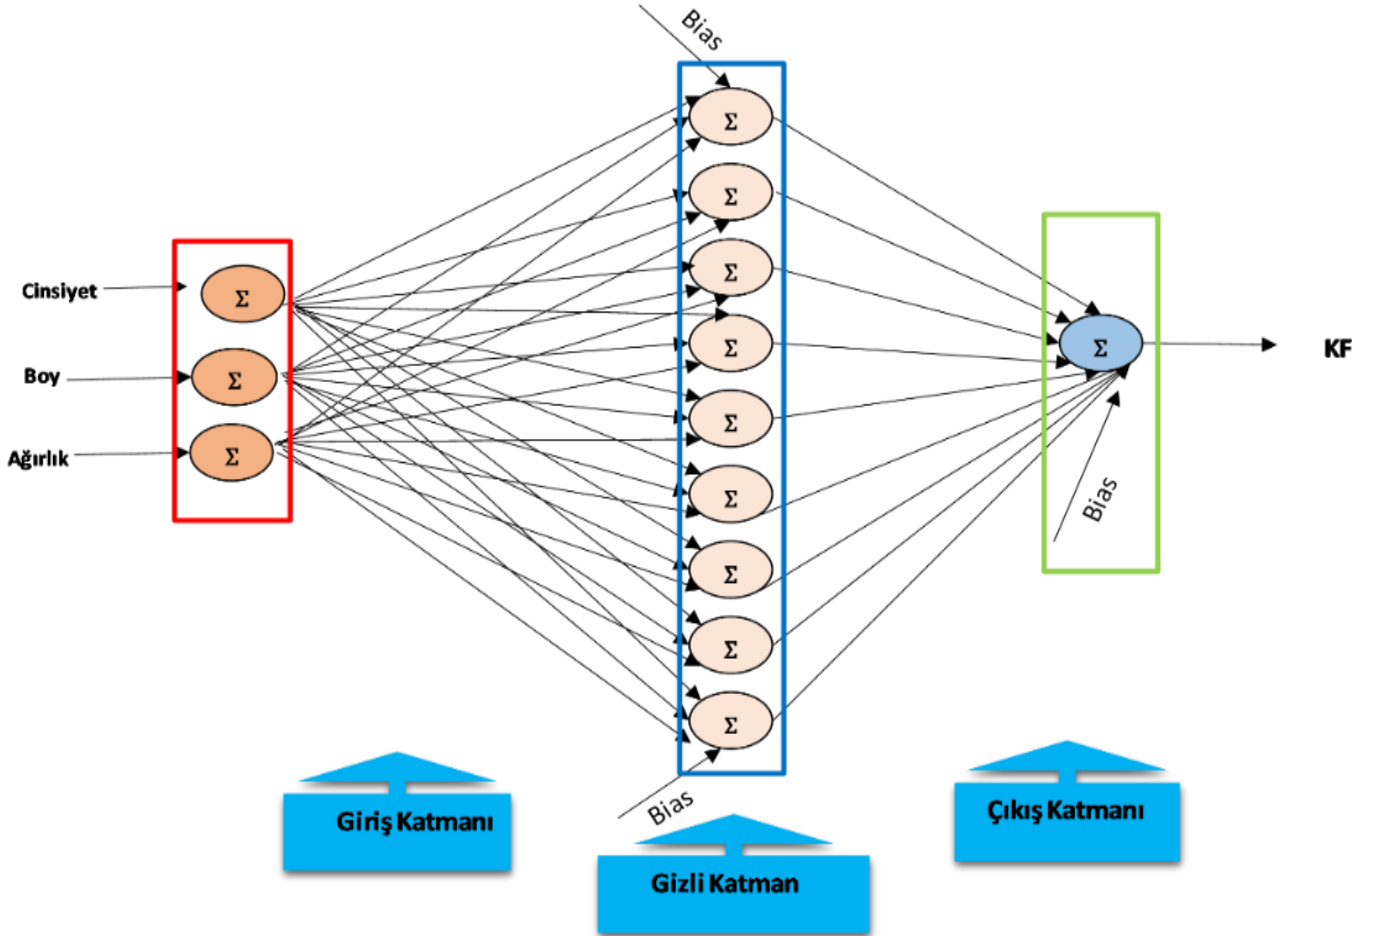 Bias
Σ
Σ
Σ
Σ
Σ
Σ
Σ
Σ
Σ
Cinsiyet
Σ
Boy
Σ
Ağırlık
Σ
Σ
KF
Bias
Bias
Giriş Katmanı
Gizli Katman
Çıkış Katmanı